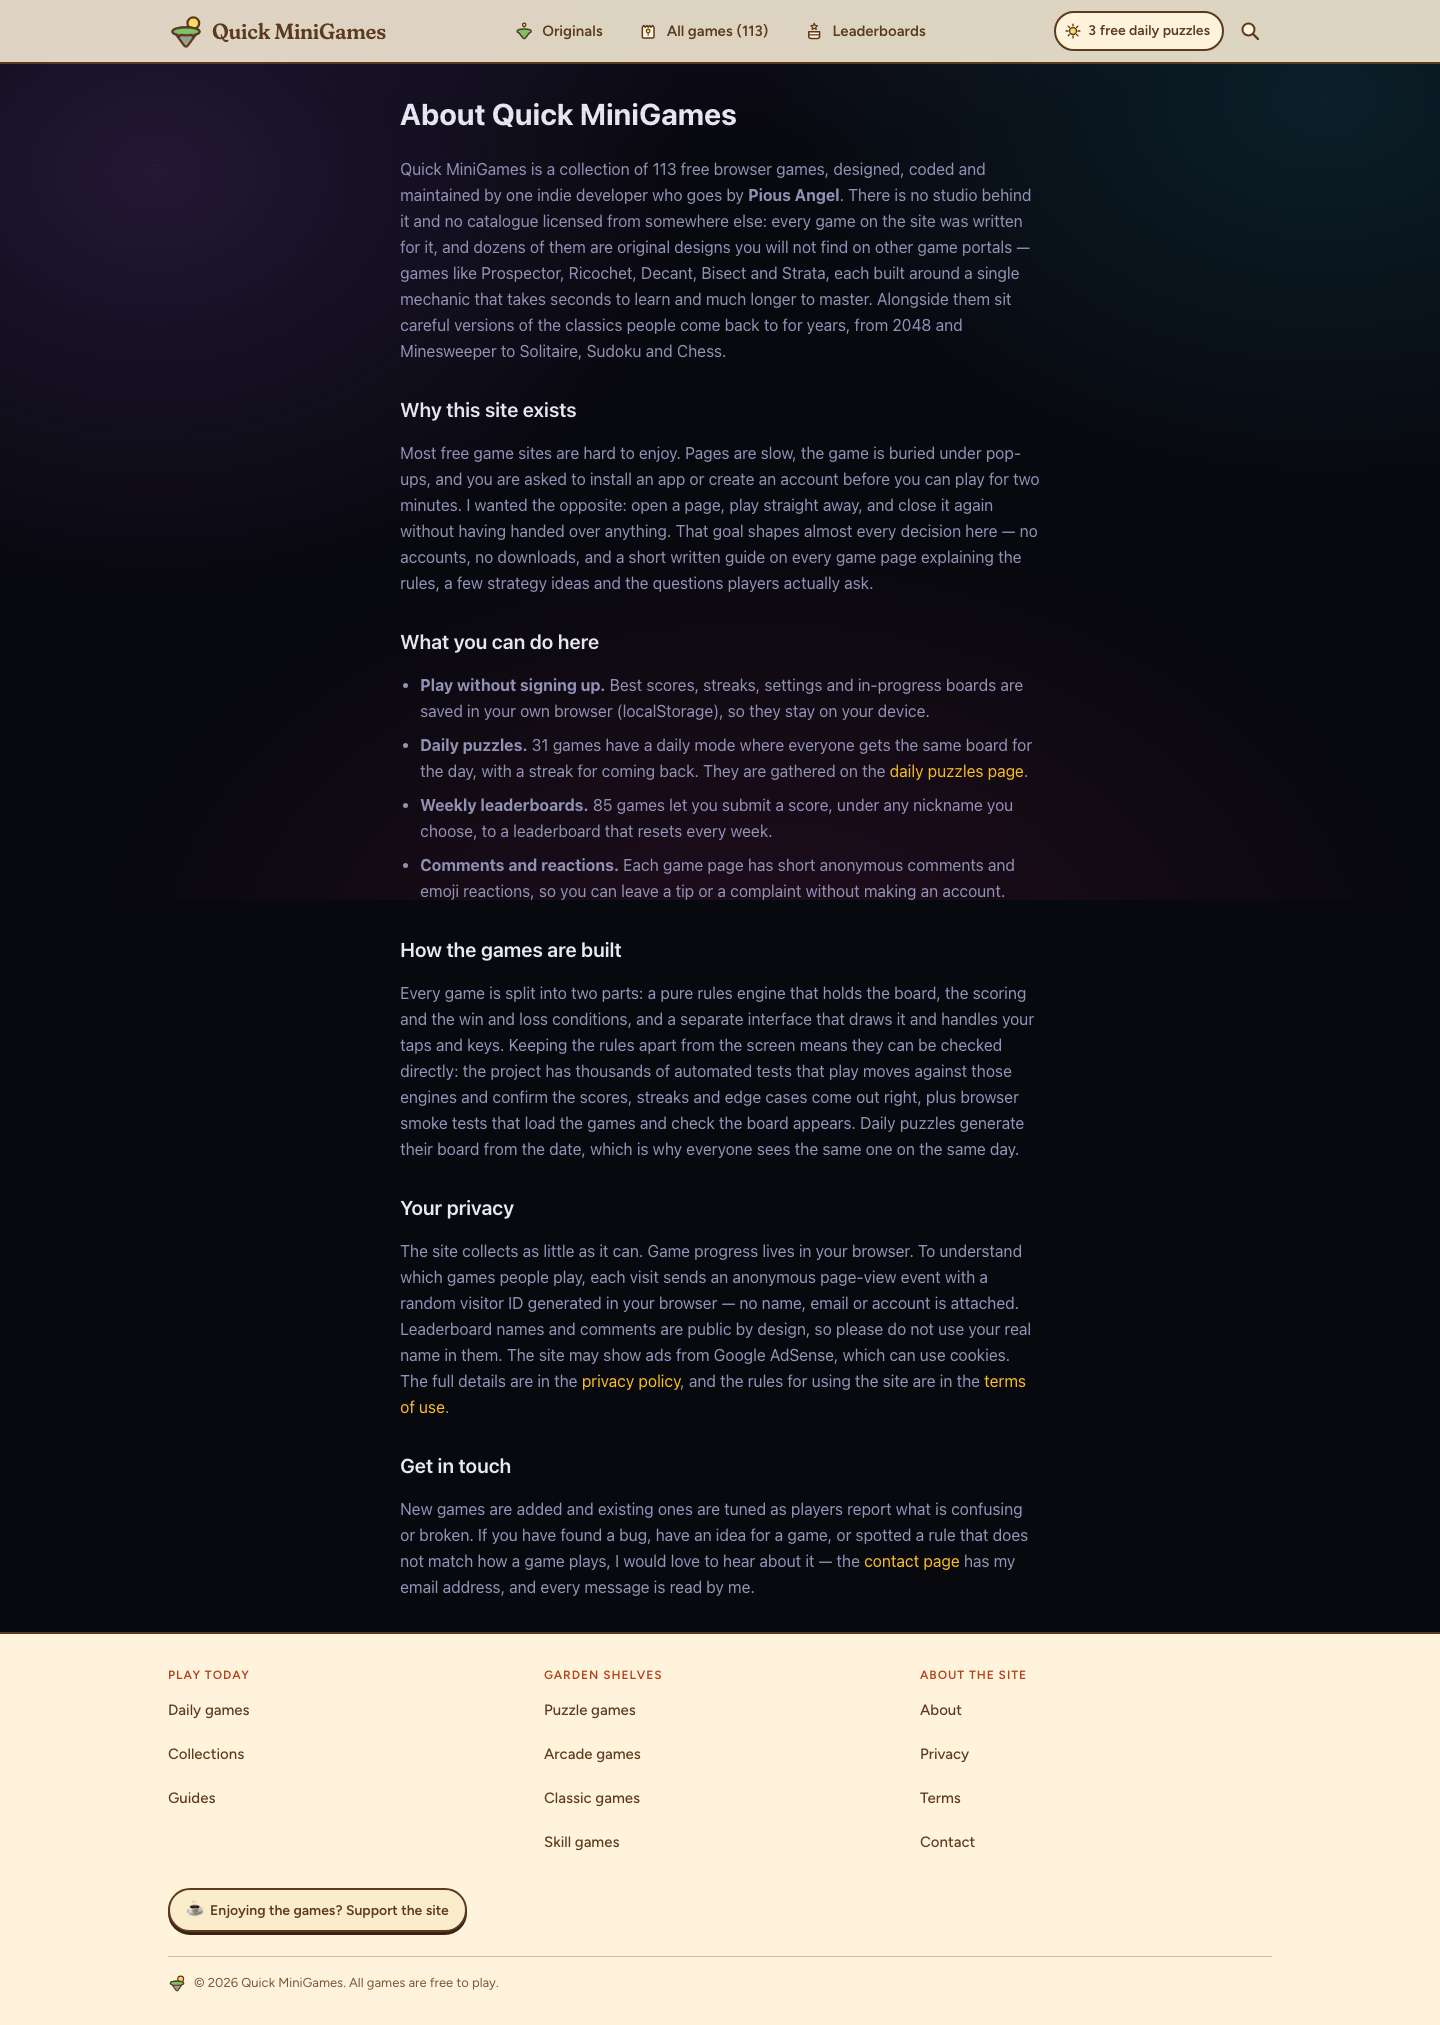 Quick MiniGames
Originals
All games (113)
Leaderboards
3 free daily puzzles
About Quick MiniGames
Quick MiniGames is a collection of 113 free browser games, designed, coded and
maintained by one indie developer who goes by Pious Angel. There is no studio behind
it and no catalogue licensed from somewhere else: every game on the site was written
for it, and dozens of them are original designs you will not find on other game portals —
games like Prospector, Ricochet, Decant, Bisect and Strata, each built around a single
mechanic that takes seconds to learn and much longer to master. Alongside them sit
careful versions of the classics people come back to for years, from 2048 and
Minesweeper to Solitaire, Sudoku and Chess.
Why this site exists
Most free game sites are hard to enjoy. Pages are slow, the game is buried under pop-
ups, and you are asked to install an app or create an account before you can play for two
minutes. I wanted the opposite: open a page, play straight away, and close it again
without having handed over anything. That goal shapes almost every decision here — no
accounts, no downloads, and a short written guide on every game page explaining the
rules, a few strategy ideas and the questions players actually ask.
What you can do here
• Play without signing up. Best scores, streaks, settings and in-progress boards are
saved in your own browser (localStorage), so they stay on your device.
• Daily puzzles. 31 games have a daily mode where everyone gets the same board for
the day, with a streak for coming back. They are gathered on the daily puzzles page.
• Weekly leaderboards. 85 games let you submit a score, under any nickname you
choose, to a leaderboard that resets every week.
• Comments and reactions. Each game page has short anonymous comments and
emoji reactions, so you can leave a tip or a complaint without making an account.
How the games are built
Every game is split into two parts: a pure rules engine that holds the board, the scoring
and the win and loss conditions, and a separate interface that draws it and handles your
taps and keys. Keeping the rules apart from the screen means they can be checked
directly: the project has thousands of automated tests that play moves against those
engines and confirm the scores, streaks and edge cases come out right, plus browser
smoke tests that load the games and check the board appears. Daily puzzles generate
their board from the date, which is why everyone sees the same one on the same day.
Your privacy
The site collects as little as it can. Game progress lives in your browser. To understand
which games people play, each visit sends an anonymous page-view event with a
random visitor ID generated in your browser — no name, email or account is attached.
Leaderboard names and comments are public by design, so please do not use your real
name in them. The site may show ads from Google AdSense, which can use cookies.
The full details are in the privacy policy, and the rules for using the site are in the terms
of use.
Get in touch
New games are added and existing ones are tuned as players report what is confusing
or broken. If you have found a bug, have an idea for a game, or spotted a rule that does
not match how a game plays, I would love to hear about it — the contact page has my
email address, and every message is read by me.
PLAY TODAY
Daily games
Collections
Guides
GARDEN SHELVES
Puzzle games
Arcade games
Classic games
Skill games
ABOUT THE SITE
About
Privacy
Terms
Contact
Enjoying the games? Support the site
© 2026 Quick MiniGames. All games are free to play.